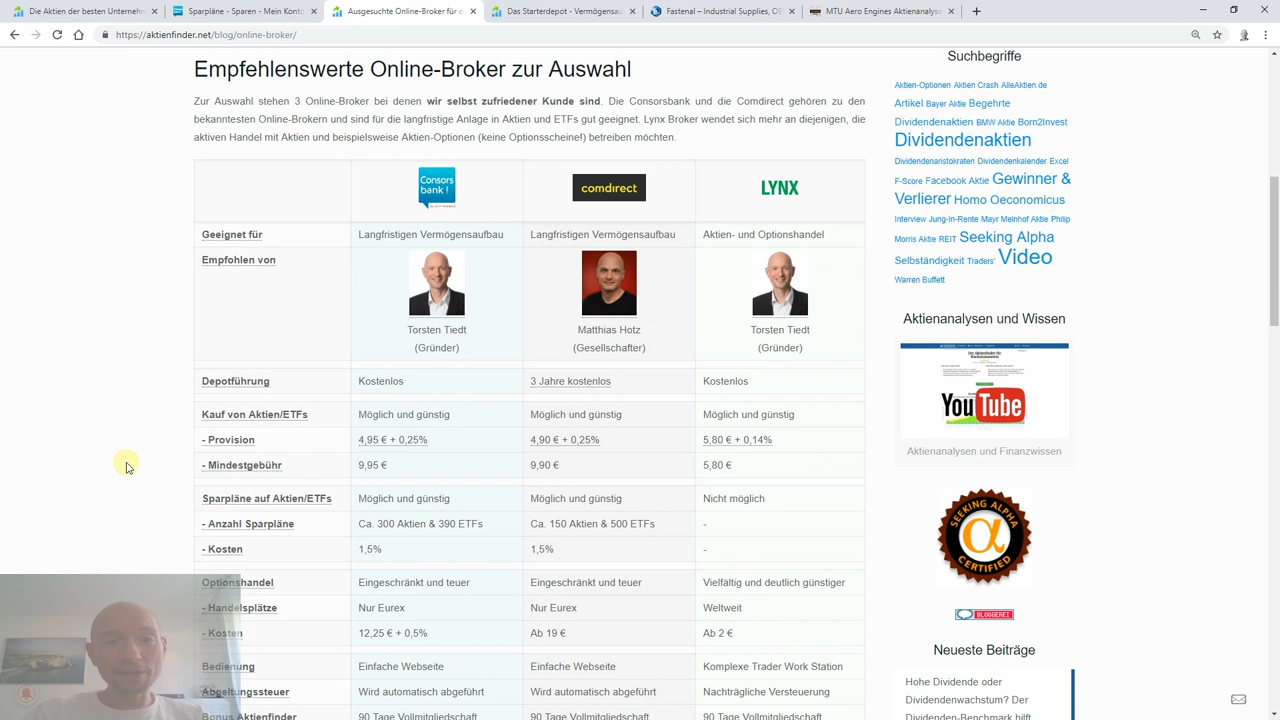 Die Aktien der Unternehmen
Sparplan - Sparen - Mein Kont
Ausgesuchte Online-Broker für e
Das Starterdepot - Vermögensa
Fastenal – Industrial Supplies, OE
MTU Aero Engines Analyse
https://aktienfinder.net/blog/online-broker/
Empfehlenswerte Online-Broker zur Auswahl
Zur Auswahl stehen 3 Online-Broker bei denen wir selbst zufriedener Kunde sind. Die Consorsbank und die Comdirect gehören zu den
bekannten Onlinebrokern und sind für die langfristige Anlage in Aktien und ETFs gut geeignet. Lynx Broker wendet sich mehr an diejenigen, die
aktiven Handel und beispielsweise Aktien-Optionen (keine Optionsscheine!) betreiben möchten.
Consors bank ! comdirect LYNX
Geeignet für Langfristigen Vermögensaufbau Langfristigen Vermögensaufbau Aktien- und Optionshandel
Empfohlen von
Torsten Tiedt Matthias Hotz Torsten Tiedt
(Gründer) (Gesellschafter) (Gründer)
Depotführung Kostenlos 3 Kostenlos
Kauf von Aktien/ETFs Möglich und günstig Möglich und günstig Möglich und günstig
- Provision 4,95 € + 0,25% 4,90 € + 0,25% 5,80 € + 0,14%
- Mindestgebühr 9,95 € 9,90 € 5,80 €
Sparpläne auf Akten/ETFs Möglich und günstig Möglich und günstig Nicht möglich
- Anzahl Sparpläne Ca. 300 Aktien & 390 ETFs Ca. 150 Aktien & 500 ETFs -
- Kosten 1,5% 1,5% -
Optionshandel Eingeschränkt und teuer Eingeschränkt und teuer Vielfältig und deutlich günstiger
- Handelsplätze Nur Eurex Nur Eurex Weltweit
- Kosten 12,25 € + 0,5% Ab 19 € Ab 2 €
Bedienung Einfache Webseite Einfache Webseite Komplexe Trader Work Station
Abgeltungssteuer Wird automatisch abgeführt Wird automatisch abgeführt Nachträgliche Versteuerung
Bonus Aktienfinder 90 Tage Vollmitgliedschaft 90 Tage Vollmitgliedschaft 90 Tage Vollmitgliedschaft
Suchbegriffe
Aktien-Optionen Aktien Crash AlleAktien.de
Artikel Bayer Aktie Begehrte
Dividendenaktien BMW Aktie Born2Invest
Dividendenaktien
Dividendenaristokraten Dividendenkalender Excel
F-Score Facebook Aktie Gewinner &
Verlierer Homo Oeconomicus
Interview Jung-In-Rente Mayr Melnhof Aktie Philip
Morris Aktie REIT Seeking Alpha
Selbständigkeit Traders' Video
Warren Buffett
Aktienanalysen und Wissen
YouTube
Aktienanalysen und Finanzwissen
SEEKING ALPHA
α
CERTIFIED
BLOGGEREI
Neueste Beiträge
Hohe Dividende oder
Dividendenwachstum? Der
Dividenden-Benchmark hilft